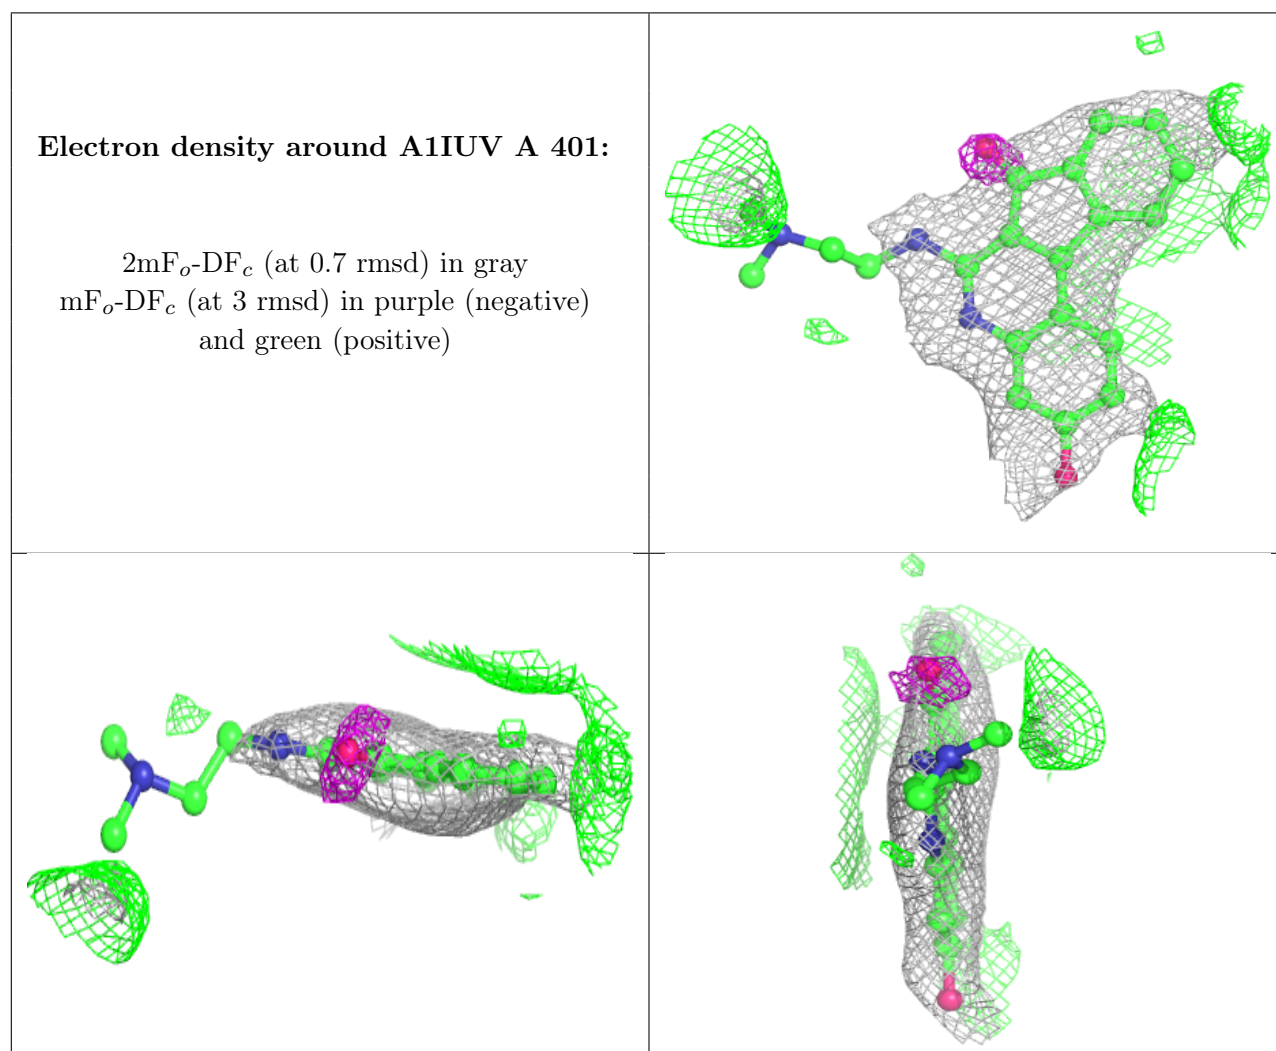 Electron density around A1IUV A 401:
2mFo-DFc (at 0.7 rmsd) in gray
mFo-DFc (at 3 rmsd) in purple (negative)
and green (positive)